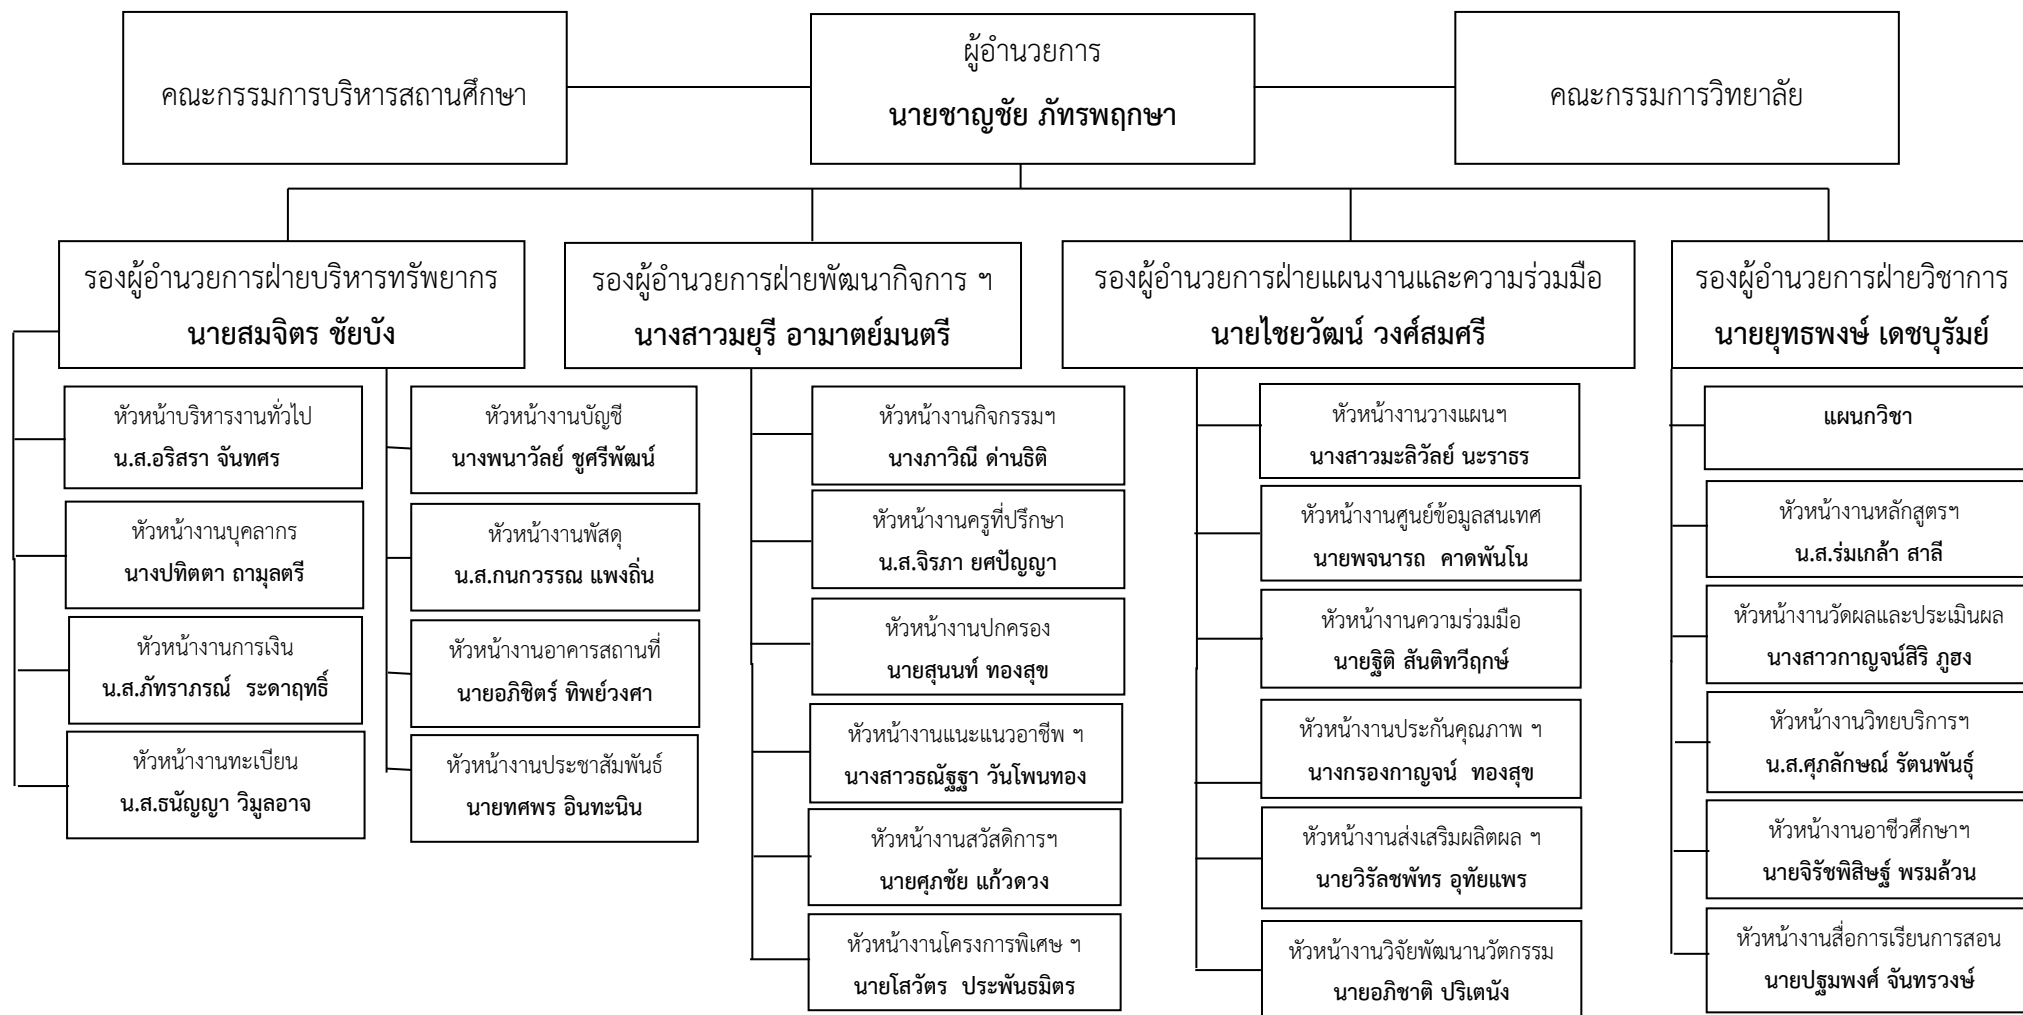 คณะกรรมการบริหารสถานศึกษา
ผู้อำนวยการ
นายชาญชัย ภัทรพฤกษา
คณะกรรมการวิทยาลัย
รองผู้อำนวยการฝ่ายบริหารทรัพยากร
นายสมจิตร ชัยบัง
รองผู้อำนวยการฝ่ายพัฒนากิจการ ฯ
นางสาวมยุรี อามาตย์มนตรี
รองผู้อำนวยการฝ่ายแผนงานและความร่วมมือ
นายไชยวัฒน์ วงศ์สมศรี
รองผู้อำนวยการฝ่ายวิชาการ
นายยุทธพงษ์ เดชบุรัมย์
หัวหน้าบริหารงานทั่วไป
น.ส.อริสรา จันทศร
หัวหน้างานบุคลากร
นางปทิตตา ถามุลตรี
หัวหน้างานการเงิน
น.ส.ภัทราภรณ์  ระดาฤทธิ์
หัวหน้างานทะเบียน
น.ส.ธนัญญา วิมูลอาจ
หัวหน้างานบัญชี
นางพนาวัลย์ ชูศรีพัฒน์
หัวหน้างานพัสดุ
น.ส.กนกวรรณ แพงถิ่น
หัวหน้างานอาคารสถานที่
นายอภิชิตร์ ทิพย์วงศา
หัวหน้างานประชาสัมพันธ์
นายทศพร อินทะนิน
หัวหน้างานกิจกรรมฯ
นางภาวิณี ด่านธิติ
หัวหน้างานครูที่ปรึกษา
น.ส.จิรภา ยศปัญญา
หัวหน้างานปกครอง
นายสุนนท์ ทองสุข
หัวหน้างานแนะแนวอาชีพ ฯ
นางสาวธณัฐฐา วันโพนทอง
หัวหน้างานสวัสดิการฯ
นายศุภชัย แก้วดวง
หัวหน้างานโครงการพิเศษ ฯ
นายโสวัตร  ประพันธมิตร
หัวหน้างานวางแผนฯ
นางสาวมะลิวัลย์ นะราธร
หัวหน้างานศูนย์ข้อมูลสนเทศ
นายพจนารถ  คาดพันโน
หัวหน้างานความร่วมมือ
นายฐิติ สันติทวีฤกษ์
หัวหน้างานประกันคุณภาพ ฯ
นางกรองกาญจน์  ทองสุข
หัวหน้างานส่งเสริมผลิตผล ฯ
นายวิรัลชพัทร อุทัยแพร
หัวหน้างานวิจัยพัฒนานวัตกรรม
นายอภิชาติ ปริเตนัง
แผนกวิชา
หัวหน้างานหลักสูตรฯ
น.ส.ร่มเกล้า สาลี
หัวหน้างานวัดผลและประเมินผล
นางสาวกาญจน์สิริ ภูฮง
หัวหน้างานวิทยบริการฯ
น.ส.ศุภลักษณ์ รัตนพันธุ์
หัวหน้างานอาชีวศึกษาฯ
นายจิรัชพิสิษฐ์ พรมล้วน
หัวหน้างานสื่อการเรียนการสอน
นายปฐมพงศ์ จันทรวงษ์